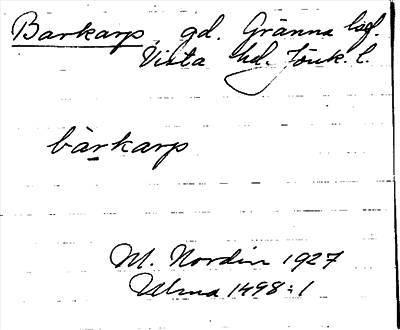 Barkarp, gd. Gränna lsf.
Vista hd. Jönk. l.
bàrkarp
M. Nordin 1927
Ulma 1498:1